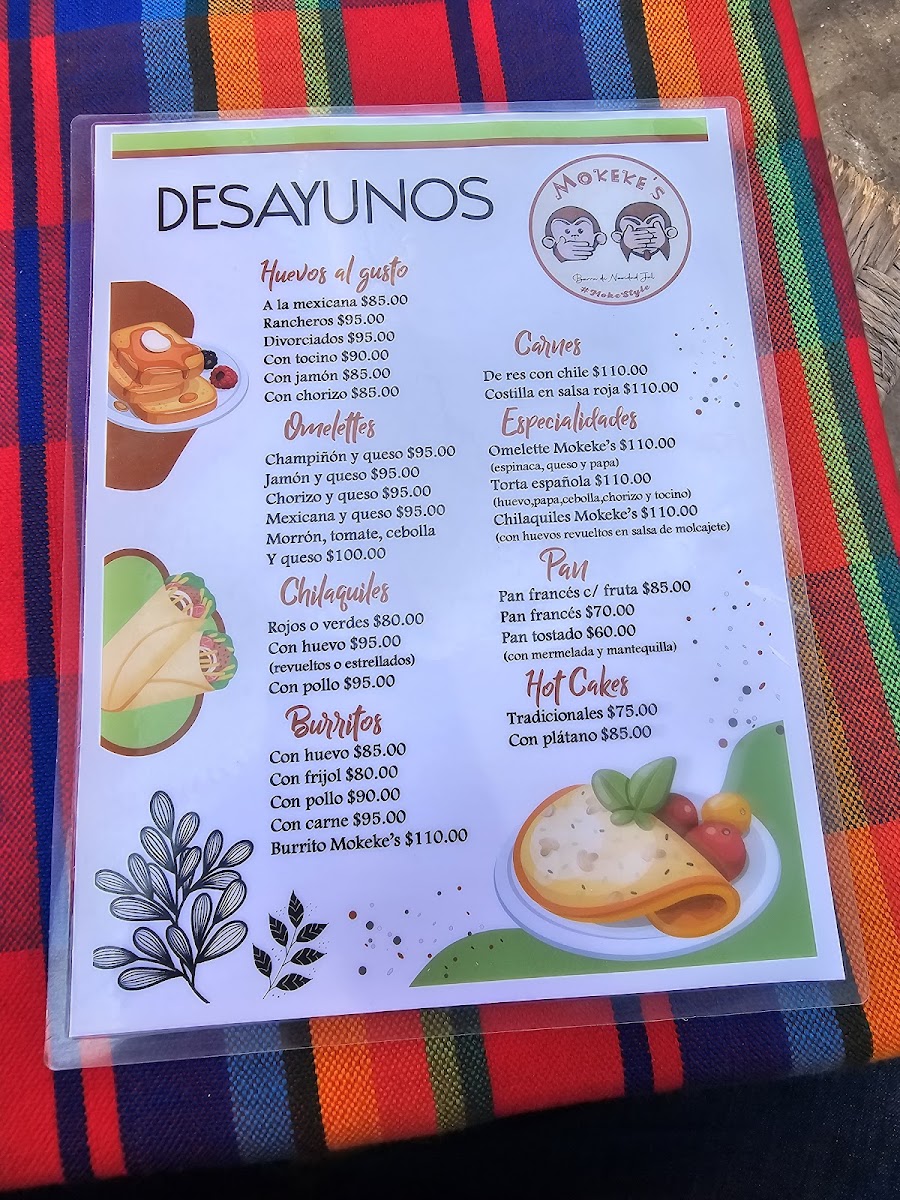 DESAYUNOS
MOKEKE'S
Barra de Navidad Jal.
#MokeStyle
Huevos al gusto
A la mexicana $85.00
Rancheros $95.00
Divorciados $95.00
Con tocino $90.00
Con jamón $85.00
Con chorizo $85.00
Omelettes
Champiñón y queso $95.00
Jamón y queso $95.00
Chorizo y queso $95.00
Mexicana y queso $95.00
Morrón, tomate, cebolla
Y queso $100.00
Chilaquiles
Rojos o verdes $80.00
Con huevo $95.00
(revueltos o estrellados)
Con pollo $95.00
Burritos
Con huevo $85.00
Con frijol $80.00
Con pollo $90.00
Con carne $95.00
Burrito Mokeke's $110.00
Carnes
De res con chile $110.00
Costilla en salsa roja $110.00
Especialidades
Omelette Mokeke's $110.00
(espinaca, queso y papa)
Torta española $110.00
(huevo,papa,cebolla,chorizo y tocino)
Chilaquiles Mokeke's $110.00
(con huevos revueltos en salsa de molcajete)
Pan
Pan francés c/ fruta $85.00
Pan francés $70.00
Pan tostado $60.00
(con mermelada y mantequilla)
Hot Cakes
Tradicionales $75.00
Con plátano $85.00